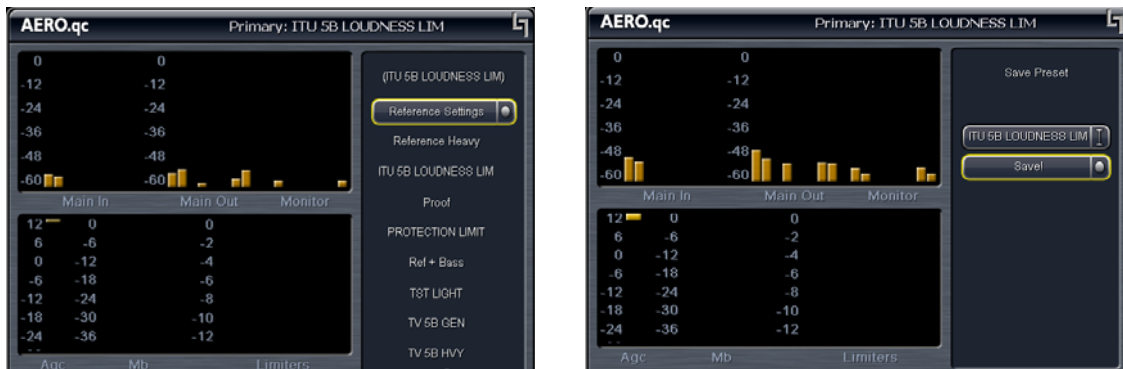 AERO.qc Primary: ITU 5B LOUDNESS LIM
0 0
-12 -12
-24 -24
-36 -36
-48 -48
-60 -60
Main In Main Out Monitor
12 0 0
6 -6 -2
0 -12 -4
-6 -18 -6
-12 -24 -8
-18 -30 -10
-24 -36 -12
Agc Mb Limiters
(ITU 5B LOUDNESS LIM)
Reference Settings
Reference Heavy
ITU 5B LOUDNESS LIM
Proof
PROTECTION LIMIT
Ref + Bass
TST LIGHT
TV 5B GEN
TV 5B HVY
AERO.qc Primary: ITU 5B LOUDNESS LIM
0 0
-12 -12
-24 -24
-36 -36
-48 -48
-60 -60
Main In Main Out Monitor
12 0 0
6 -6 -2
0 -12 -4
-6 -18 -6
-12 -24 -8
-18 -30 -10
-24 -36 -12
Agc Mb Limiters
Save Preset
ITU 5B LOUDNESS LIM
Save!